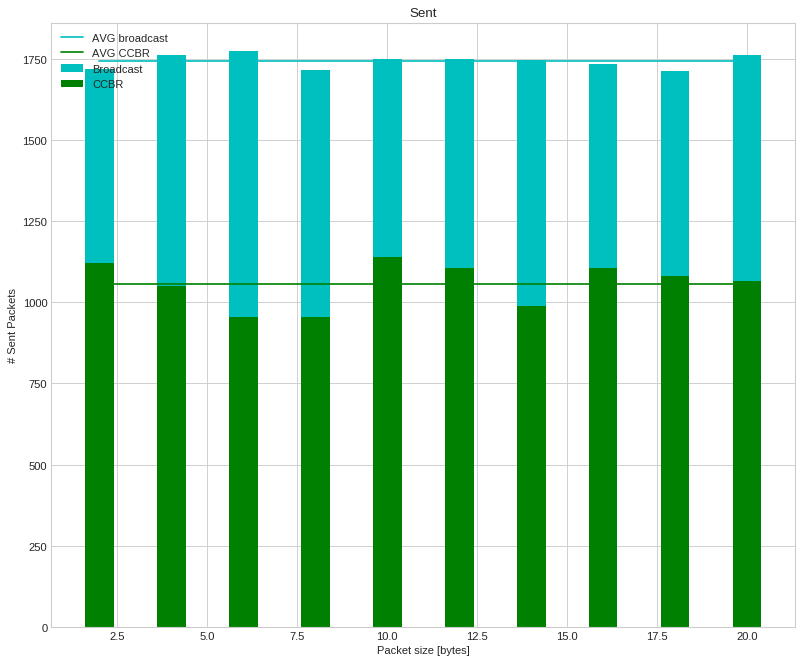 Sent
AVG broadcast
AVG CCBR
Broadcast
CCBR
# Sent Packets
1750
1500
1250
1000
750
500
250
0
2.5 5.0 7.5 10.0 12.5 15.0 17.5 20.0
Packet size [bytes]